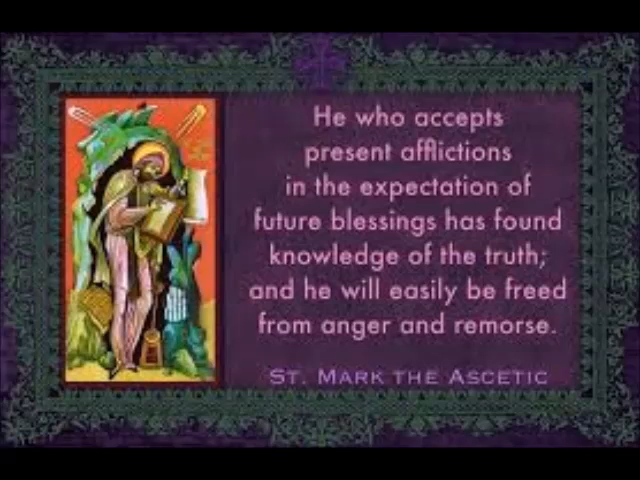 He who accepts
present afflictions
in the expectation of
future blessings has found
knowledge of the truth;
and he will easily be freed
from anger and remorse.
St. Mark the Ascetic